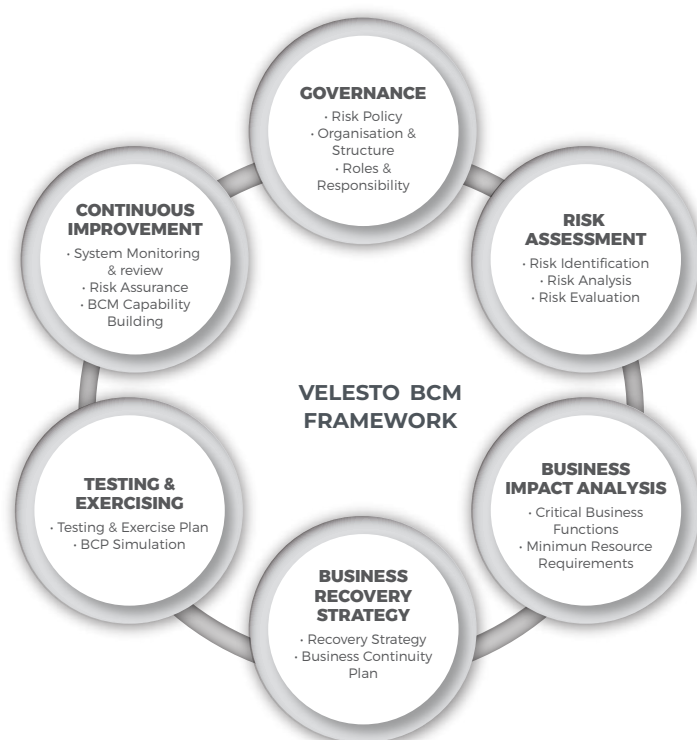 GOVERNANCE
• Risk Policy
• Organisation &
Structure
• Roles &
Responsibility
RISK
ASSESSMENT
• Risk Identification
• Risk Analysis
• Risk Evaluation
BUSINESS
IMPACT ANALYSIS
• Critical Business
Functions
• Minimun Resource
Requirements
BUSINESS
RECOVERY
STRATEGY
• Recovery Strategy
• Business Continuity
Plan
TESTING &
EXERCISING
• Testing & Exercise Plan
• BCP Simulation
CONTINUOUS
IMPROVEMENT
• System Monitoring
& review
• Risk Assurance
• BCM Capability
Building
VELESTO BCM
FRAMEWORK